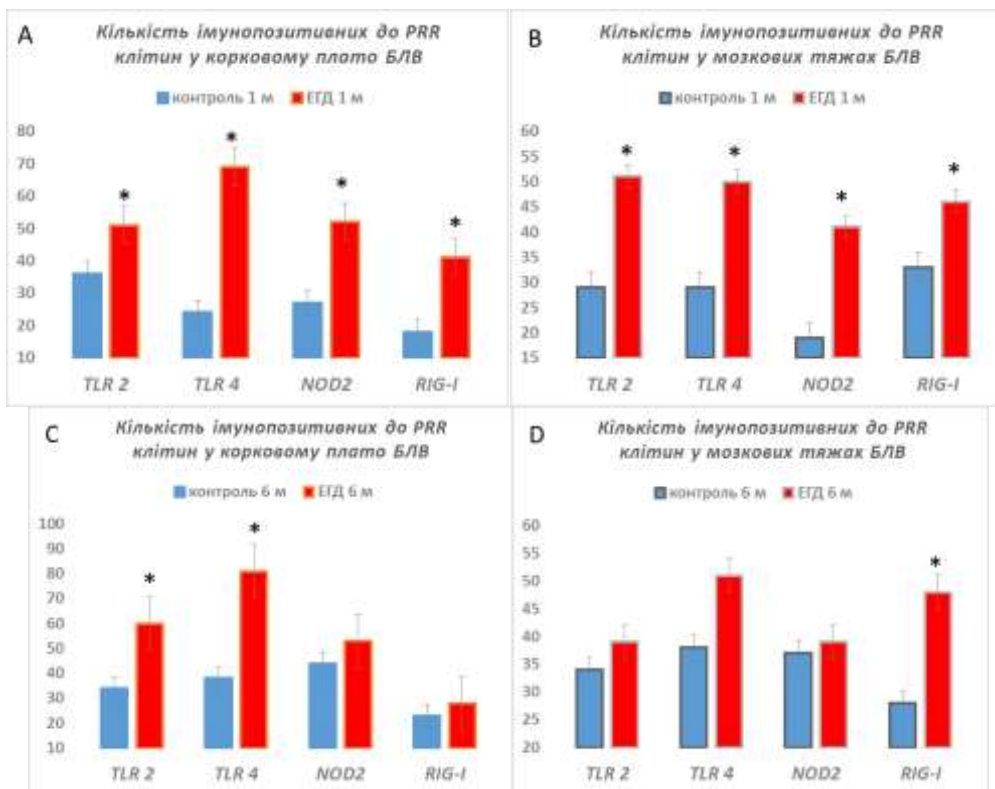 A
Кількість імунопозитивних до PRR
клітин у корковому плато БЛВ
контроль 1 м ЕГД 1 м
80
70
60
50
40
30
20
10
* * * *
TLR 2 TLR 4 NOD2 RIG-I
B
Кількість імунопозитивних до PRR
клітин у мозкових тяжах БЛВ
контроль 1 м ЕГД 1 м
60
55
50
45
40
35
30
25
20
15
* * * *
TLR 2 TLR 4 NOD2 RIG-I
C
Кількість імунопозитивних до PRR
клітин у корковому плато БЛВ
контроль 6 м ЕГД 6 м
100
90
80
70
60
50
40
30
20
10
* *
TLR 2 TLR 4 NOD2 RIG-I
D
Кількість імунопозитивних до PRR
клітин у мозкових тяжах БЛВ
контроль 6 м ЕГД 6 м
60
55
50
45
40
35
30
25
20
*
TLR 2 TLR 4 NOD2 RIG-I